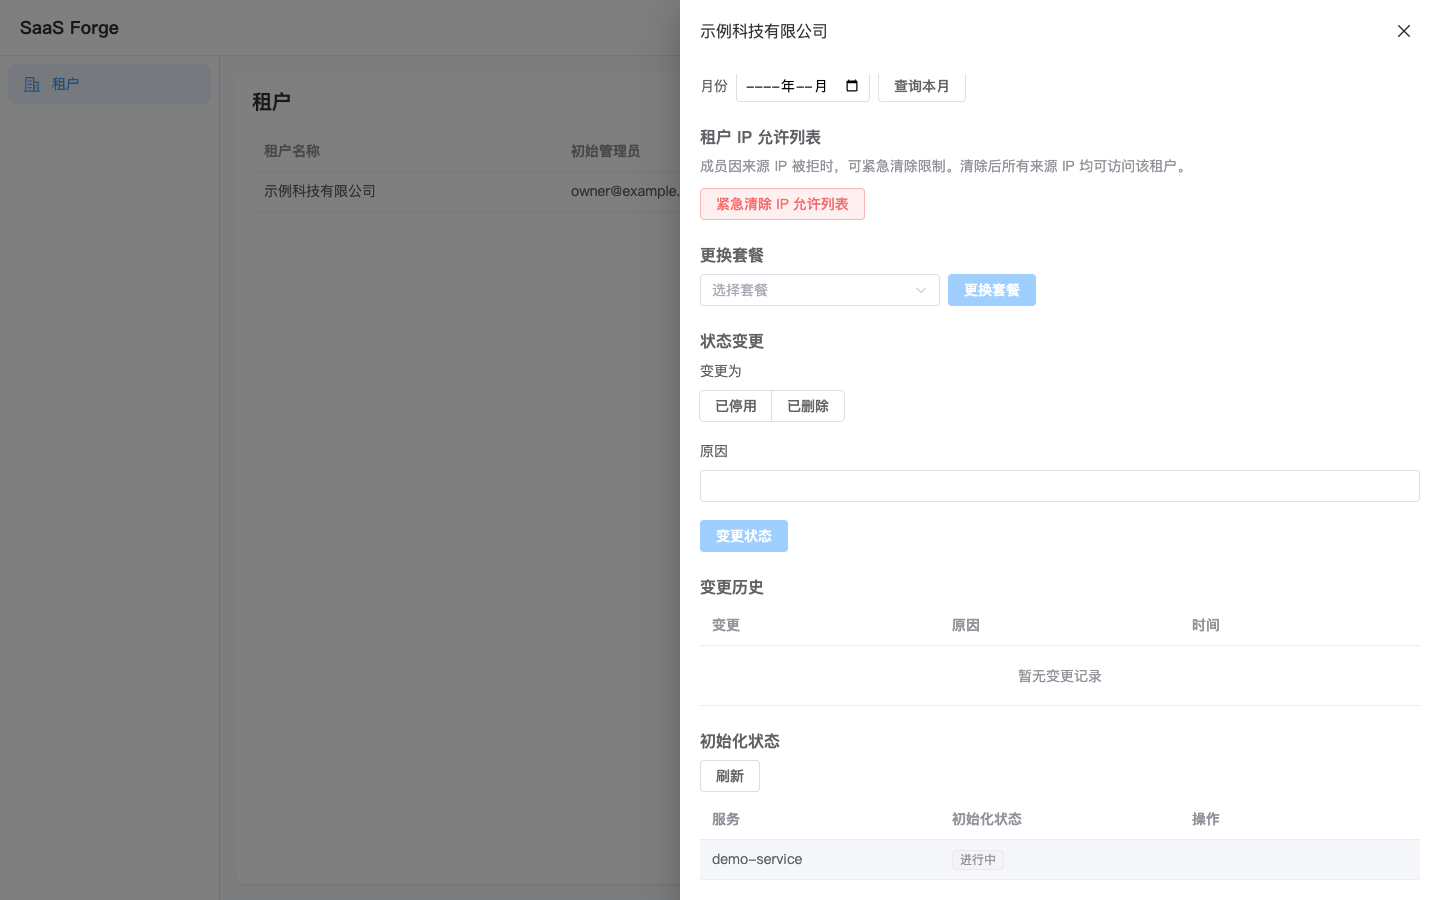 SaaS Forge
租户
租户
租户名称 初始管理员
示例科技有限公司 owner@example.
示例科技有限公司
月份 ----年--月 查询本月
租户 IP 允许列表
成员因来源 IP 被拒时，可紧急清除限制。清除后所有来源 IP 均可访问该租户。
紧急清除 IP 允许列表
更换套餐
选择套餐 更换套餐
状态变更
变更为
已停用 已删除
原因
变更状态
变更历史
变更 原因 时间
暂无变更记录
初始化状态
刷新
服务 初始化状态 操作
demo-service 进行中